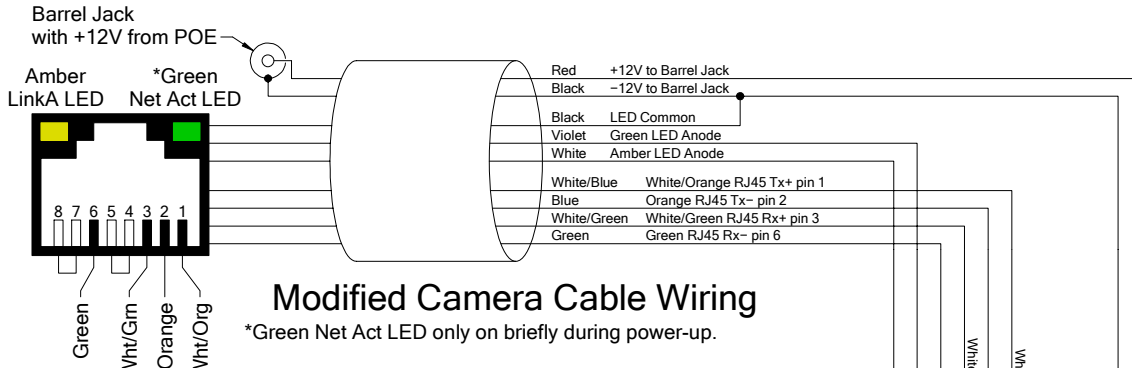 Barrel Jack
with +12V from POE
Amber
LinkA LED
*Green
Net Act LED
Red +12V to Barrel Jack
Black −12V to Barrel Jack
Black LED Common
Violet Green LED Anode
White Amber LED Anode
White/Blue White/Orange RJ45 Tx+ pin 1
Blue Orange RJ45 Tx− pin 2
White/Green White/Green RJ45 Rx+ pin 3
Green Green RJ45 Rx− pin 6
8 7 6 5 4 3 2 1
Green
Wht/Grn
Orange
Wht/Org
Modified Camera Cable Wiring
*Green Net Act LED only on briefly during power-up.